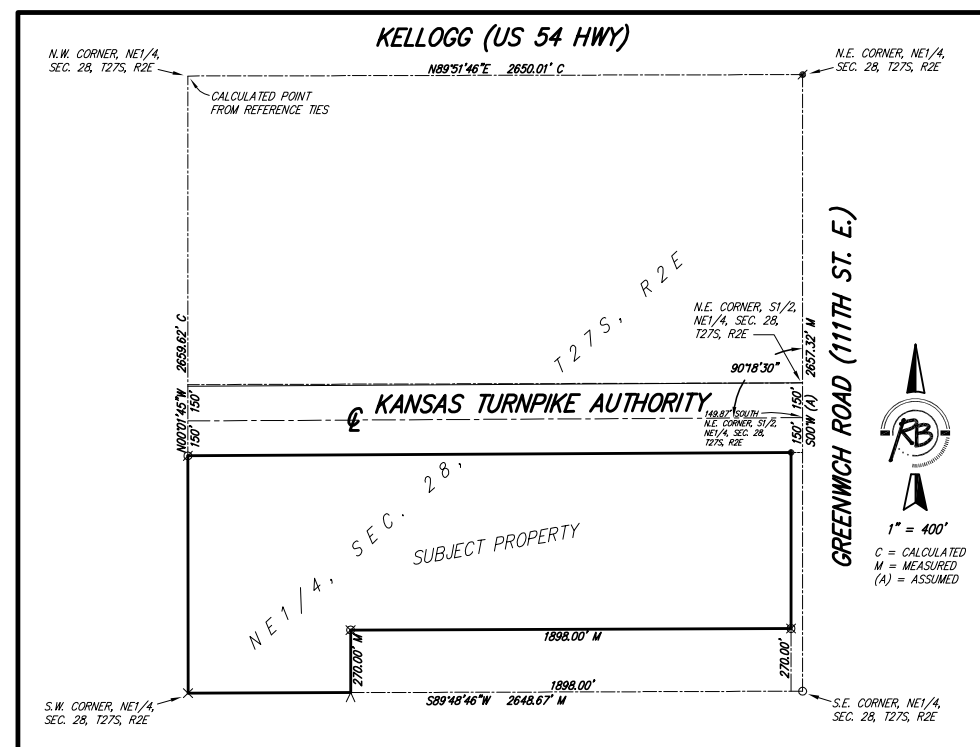 KELLOGG (US 54 HWY)
N.W. CORNER, NE1/4,
SEC. 28, T27S, R2E
N89°51'46"E 2650.01' C
N.E. CORNER, NE1/4,
SEC. 28, T27S, R2E
CALCULATED POINT
FROM REFERENCE TIES
T27S, R2E
GREENWICH ROAD (111TH ST. E.)
2659.62' C
N00°01'45"W
150'
150'
N.E. CORNER, S1/2,
NE1/4, SEC. 28,
T27S, R2E
2657.32' M
S00°W (A)
90°18'30"
150'
150'
℄ KANSAS TURNPIKE AUTHORITY
149.87' SOUTH
N.E. CORNER, S1/2,
NE1/4, SEC. 28,
T27S, R2E
RB
1" = 400'
C = CALCULATED
M = MEASURED
(A) = ASSUMED
NE1/4, SEC. 28,
SUBJECT PROPERTY
1898.00' M
270.00' M
270.00'
1898.00'
S89°48'46"W 2648.67' M
S.W. CORNER, NE1/4,
SEC. 28, T27S, R2E
S.E. CORNER, NE1/4,
SEC. 28, T27S, R2E